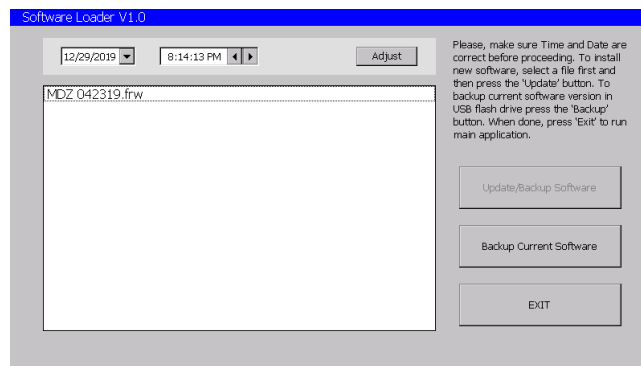 Software Loader V1.0
12/29/2019
8:14:13 PM
Adjust
Please, make sure Time and Date are
correct before proceeding. To install
new software, select a file first and
then press the 'Update' button. To
backup current software version in
USB flash drive press the 'Backup'
button. When done, press 'Exit' to run
main application.
MDZ 042319.frw
Update/Backup Software
Backup Current Software
EXIT